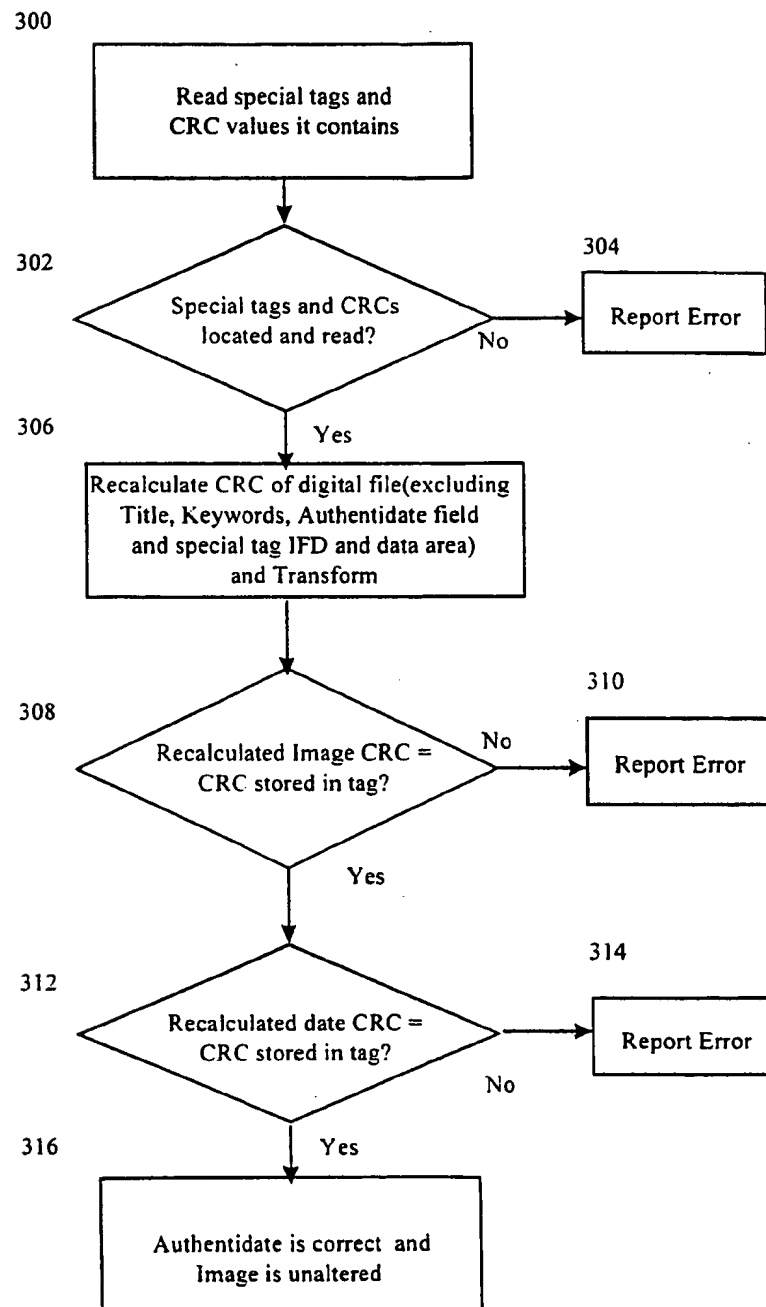 300
Read special tags and
CRC values it contains
302
304
Special tags and CRCs
located and read?
No
Report Error
306
Yes
Recalculate CRC of digital file(excluding
Title, Keywords, Authentidate field
and special tag IFD and data area)
and Transform
308
310
Recalculated Image CRC =
CRC stored in tag?
No
Report Error
Yes
312
314
Recalculated date CRC =
CRC stored in tag?
No
Report Error
316
Yes
Authentidate is correct and
Image is unaltered